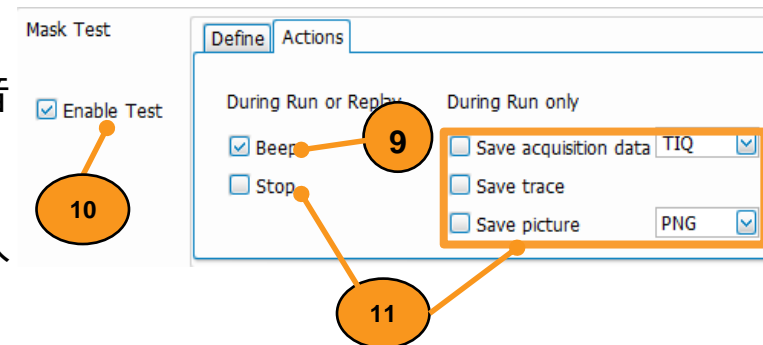 Mask Test
Define Actions
音
Enable Test
During Run or Replay
During Run only
Beep
9
Save acquisition data TIQ
Stop
Save trace
10
Save picture PNG
11